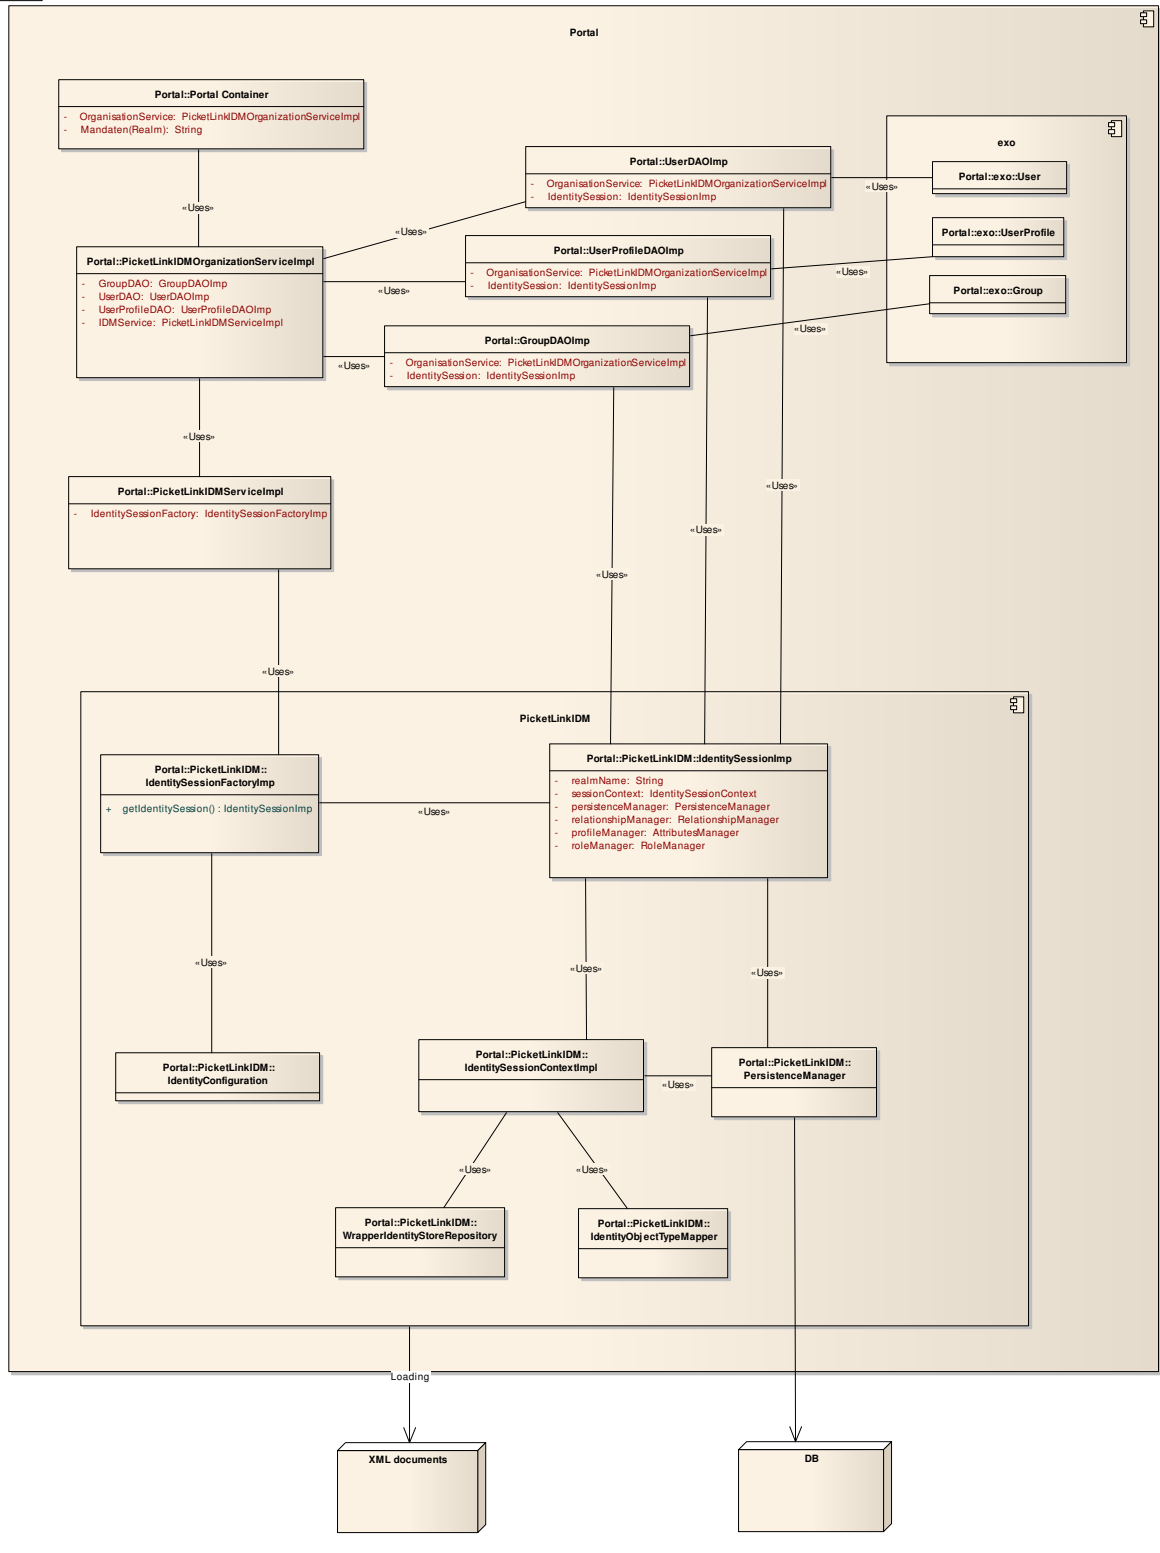 Portal
Portal::Portal Container
- OrganisationService: PicketLinkIDMOrganizationServiceImpl
- Mandaten(Realm): String
«Uses»
Portal::PicketLinkIDMOrganizationServiceImpl
- GroupDAO: GroupDAOImp
- UserDAO: UserDAOImp
- UserProfileDAO: UserProfileDAOImp
- IDMService: PicketLinkIDMServiceImpl
«Uses»
«Uses»
«Uses»
Portal::UserDAOImp
- OrganisationService: PicketLinkIDMOrganizationServiceImpl
- IdentitySession: IdentitySessionImp
Portal::UserProfileDAOImp
- OrganisationService: PicketLinkIDMOrganizationServiceImpl
- IdentitySession: IdentitySessionImp
Portal::GroupDAOImp
- OrganisationService: PicketLinkIDMOrganizationServiceImpl
- IdentitySession: IdentitySessionImp
«Uses»
«Uses»
«Uses»
exo
Portal::exo::User
Portal::exo::UserProfile
Portal::exo::Group
«Uses»
Portal::PicketLinkIDMServiceImpl
- IdentitySessionFactory: IdentitySessionFactoryImp
«Uses»
«Uses»
«Uses»
«Uses»
PicketLinkIDM
Portal::PicketLinkIDM::
IdentitySessionFactoryImp
+ getIdentitySession() : IdentitySessionImp
«Uses»
Portal::PicketLinkIDM::IdentitySessionImp
- realmName: String
- sessionContext: IdentitySessionContext
- persistenceManager: PersistenceManager
- relationshipManager: RelationshipManager
- profileManager: AttributesManager
- roleManager: RoleManager
«Uses»
«Uses»
«Uses»
Portal::PicketLinkIDM::
IdentityConfiguration
Portal::PicketLinkIDM::
IdentitySessionContextImpl
«Uses»
Portal::PicketLinkIDM::
PersistenceManager
«Uses»
«Uses»
Portal::PicketLinkIDM::
WrapperIdentityStoreRepository
Portal::PicketLinkIDM::
IdentityObjectTypeMapper
Loading
XML documents
DB